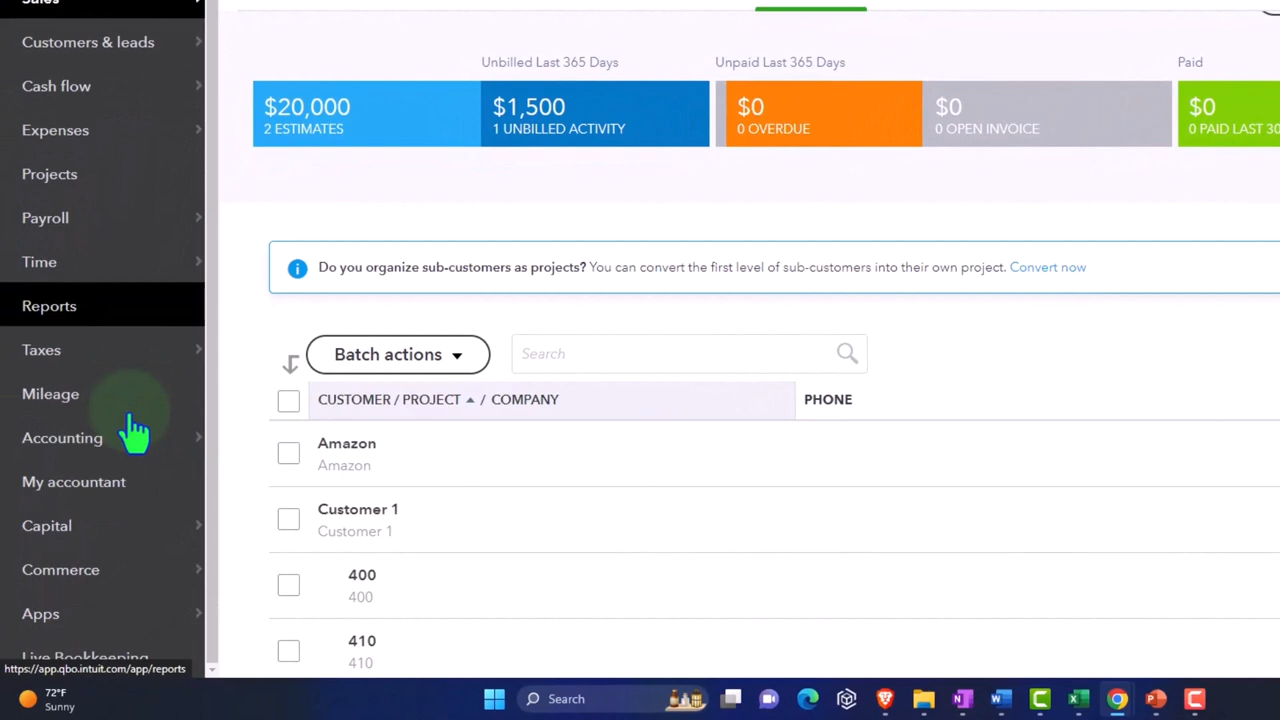 Sales
Customers & leads
Cash flow
Expenses
Projects
Payroll
Time
Reports
Taxes
Mileage
Accounting
My accountant
Capital
Commerce
Apps
Live Bookkeeping
https://app.qbo.intuit.com/app/reports
Unbilled Last 365 Days
Unpaid Last 365 Days
Paid
$20,000
2 ESTIMATES
$1,500
1 UNBILLED ACTIVITY
$0
0 OVERDUE
$0
0 OPEN INVOICE
$0
0 PAID LAST 30
Do you organize sub-customers as projects? You can convert the first level of sub-customers into their own project. Convert now
Batch actions
Search
CUSTOMER / PROJECT / COMPANY
PHONE
Amazon
Amazon
Customer 1
Customer 1
400
400
410
410
72°F
Sunny
Search